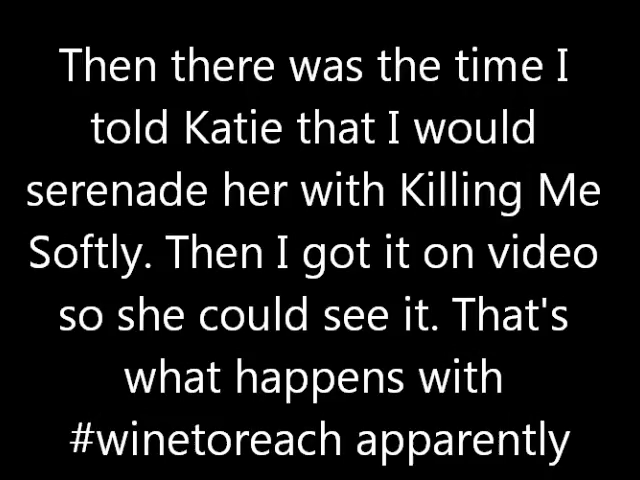 Then there was the time I
told Katie that I would
serenade her with Killing Me
Softly. Then I got it on video
so she could see it. That's
what happens with
#winetoreach apparently